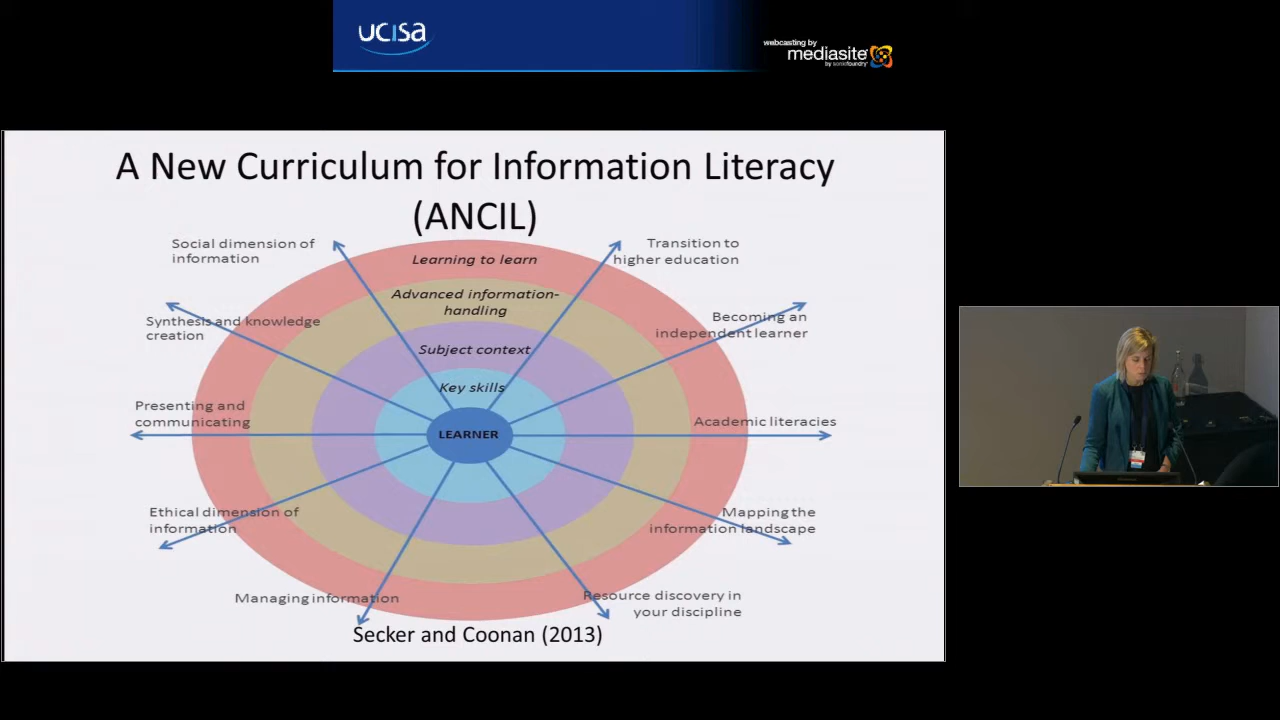 ucisa
webcasting by
mediasite
by sonicfoundry
A New Curriculum for Information Literacy
(ANCIL)
Social dimension of
information
Transition to
higher education
Learning to learn
Advanced information-
handling
Synthesis and knowledge
creation
Becoming an
independent learner
Subject context
Key skills
Presenting and
communicating
Academic literacies
LEARNER
Ethical dimension of
information
Mapping the
information landscape
Managing information
Resource discovery in
your discipline
Secker and Coonan (2013)